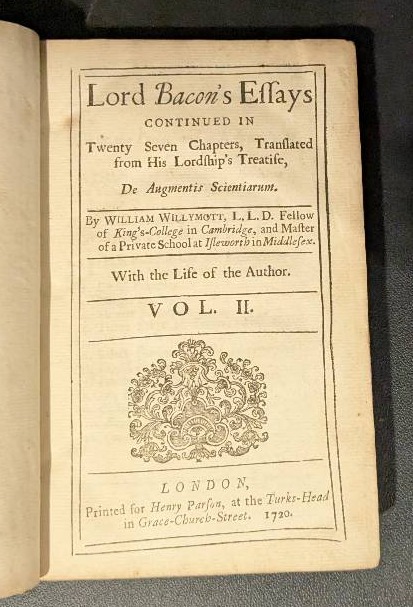 Lord Bacon's Eſſays
CONTINUED IN
Twenty Seven Chapters, Tranſlated
from His Lordſhip's Treatiſe,
De Augmentis Scientiarum.
By WILLIAM WILLYMOTT, L, L. D. Fellow
of King's-College in Cambridge, and Maſter
of a Private School at Iſleworth in Middleſex.
With the Life of the Author.
VOL. II.
LONDON,
Printed for Henry Parſon, at the Turks-Head
in Grace-Church-Street. 1720.